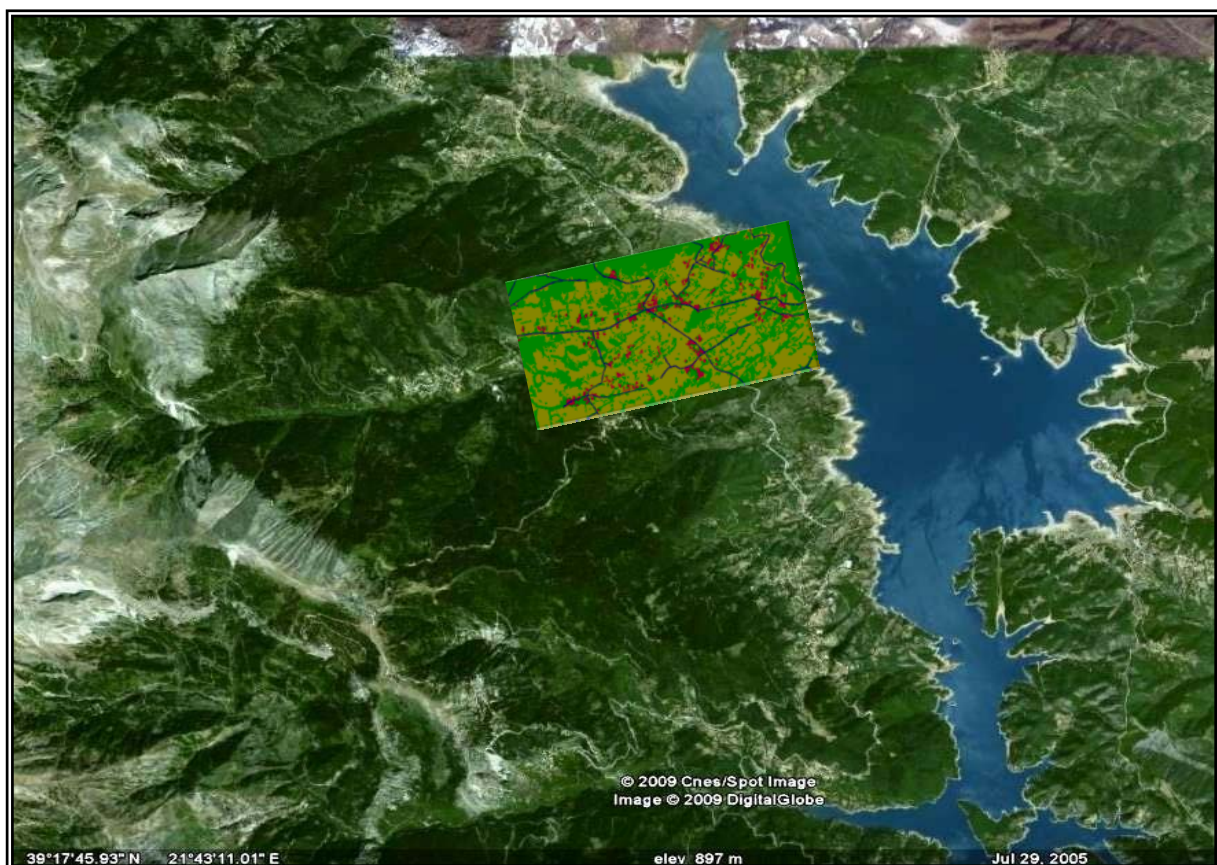 © 2009 Cnes/Spot Image
Image © 2009 DigitalGlobe
39°17'45.93" N 21°43'11.01" E elev 897 m Jul 29, 2005